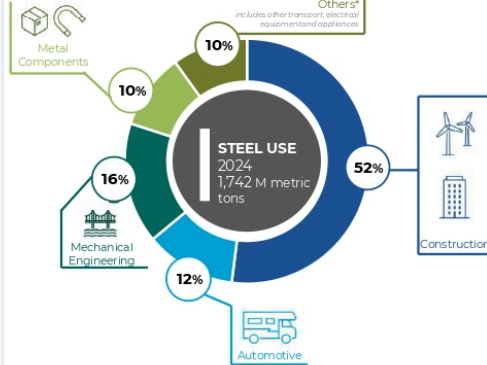 Others*
includes other transport, electrical
equipment and appliances
Metal
Components
10%
10%
STEEL USE
2024
1,742 M metric
tons
52%
16%
Construction
Mechanical
Engineering
12%
Automotive